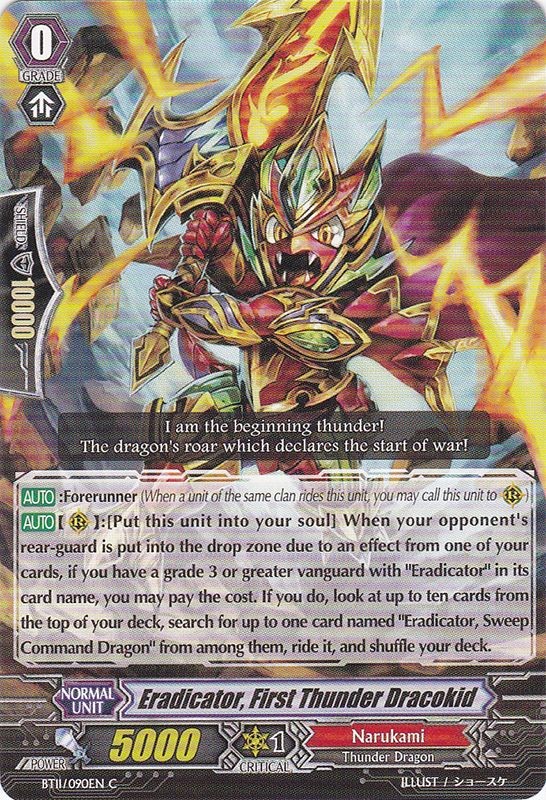 0
GRADE
SHIELD
10000
I am the beginning thunder!
The dragon's roar which declares the start of war!
AUTO:Forerunner (When a unit of the same clan rides this unit, you may call this unit to R)
AUTO[ R ]:[Put this unit into your soul] When your opponent's
rear-guard is put into the drop zone due to an effect from one of your
cards, if you have a grade 3 or greater vanguard with "Eradicator" in its
card name, you may pay the cost. If you do, look at up to ten cards from
the top of your deck, search for up to one card named "Eradicator, Sweep
Command Dragon" from among them, ride it, and shuffle your deck.
NORMAL
UNIT
Eradicator, First Thunder Dracokid
POWER
5000
1
CRITICAL
Narukami
Thunder Dragon
BT11/090EN C
ILLUST / ショースケ